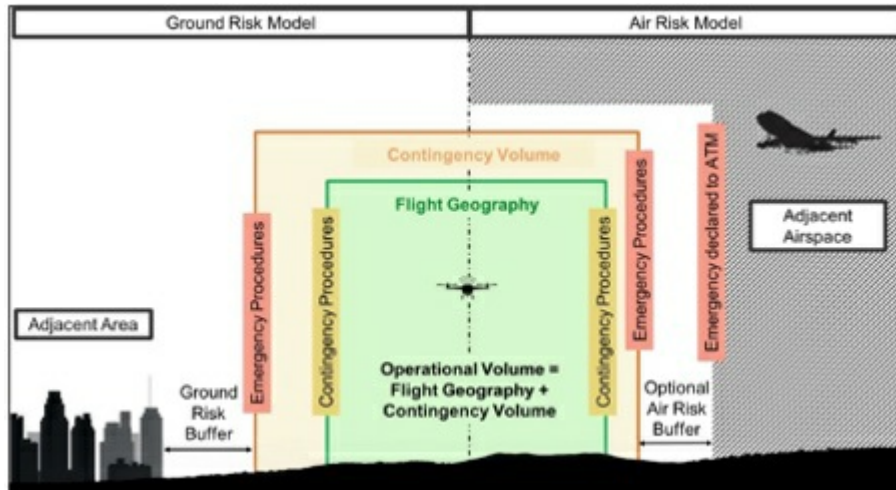 Ground Risk Model
Air Risk Model
Contingency Volume
Flight Geography
Emergency Procedures
Contingency Procedures
Contingency Procedures
Emergency Procedures
Emergency declared to ATM
Adjacent
Airspace
Adjacent Area
Operational Volume =
Flight Geography +
Contingency Volume
Ground
Risk
Buffer
Optional
Air Risk
Buffer